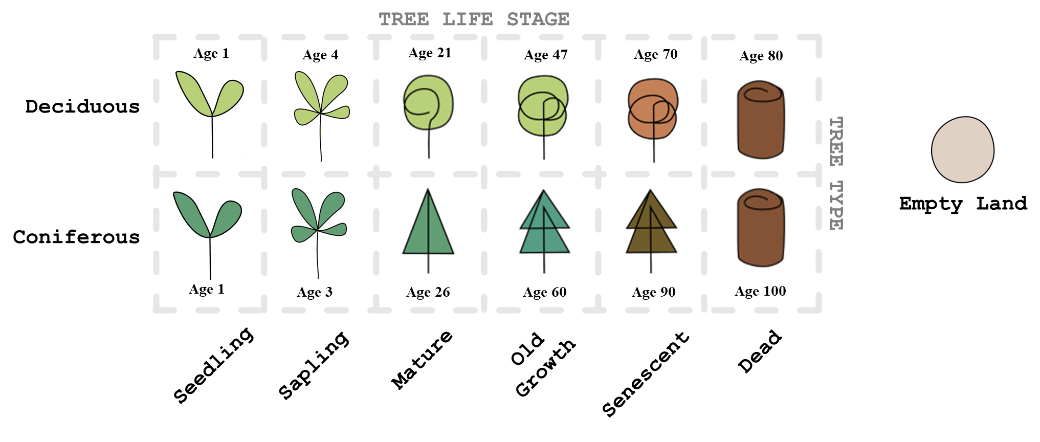 TREE LIFE STAGE
Age 1
Age 4
Age 21
Age 47
Age 70
Age 80
Deciduous
TREE TYPE
Empty Land
Coniferous
Age 1
Age 3
Age 26
Age 60
Age 90
Age 100
Seedling
Sapling
Mature
Old
Growth
Senescent
Dead